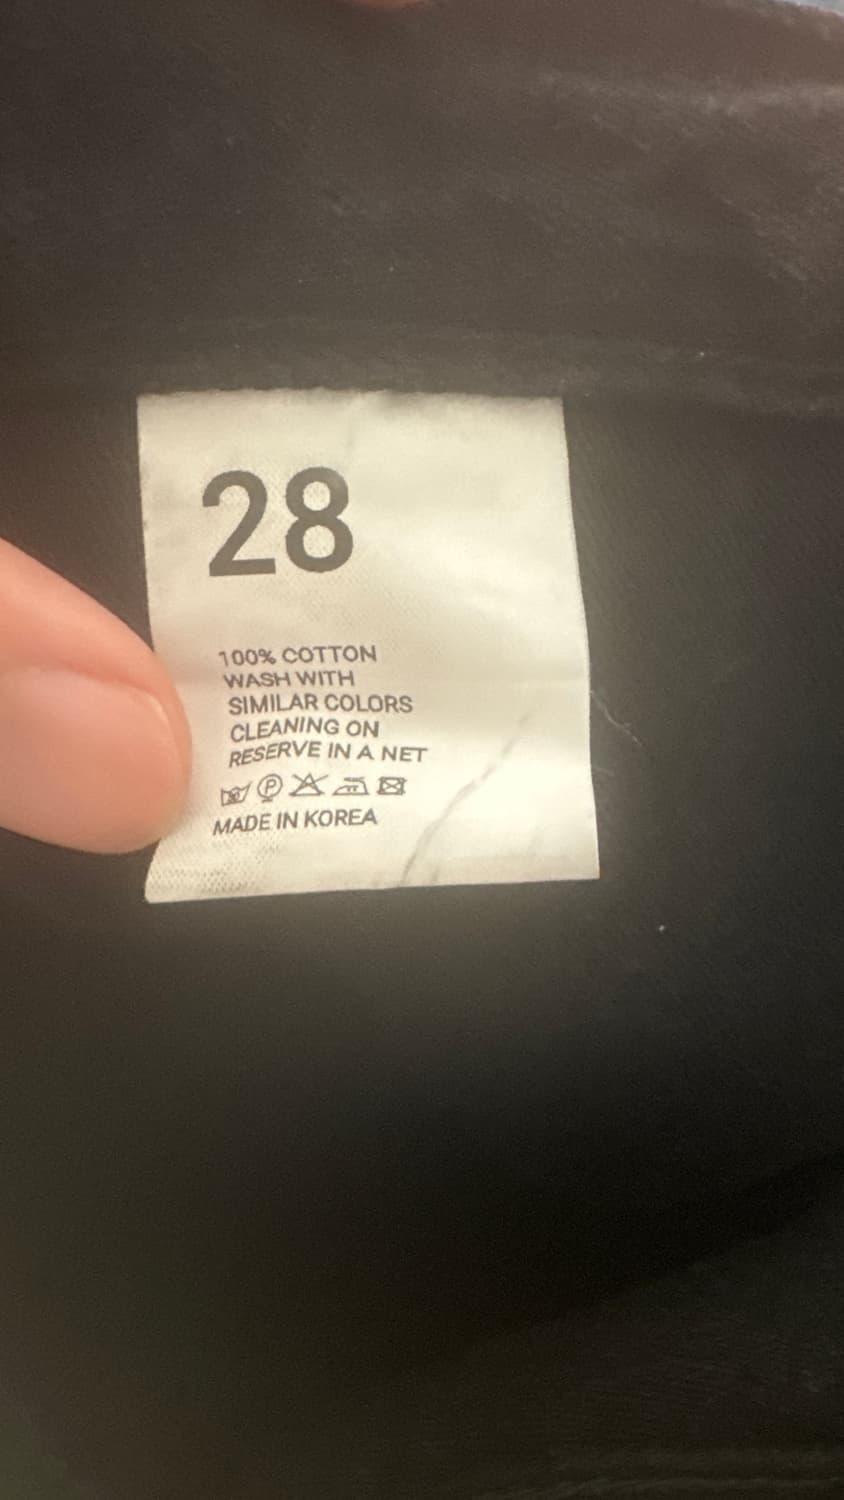 28
100% COTTON
WASH WITH
SIMILAR COLORS
CLEANING ON
RESERVE IN A NET
P
MADE IN KOREA